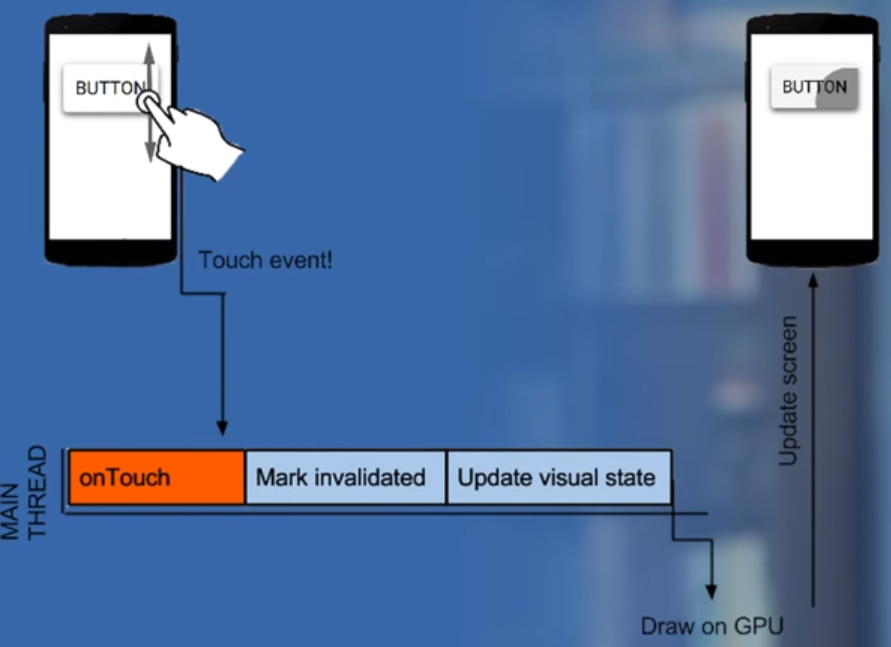 BUTTON
BUTTON
Touch event!
Update screen
MAIN
THREAD
onTouch
Mark invalidated
Update visual state
Draw on GPU